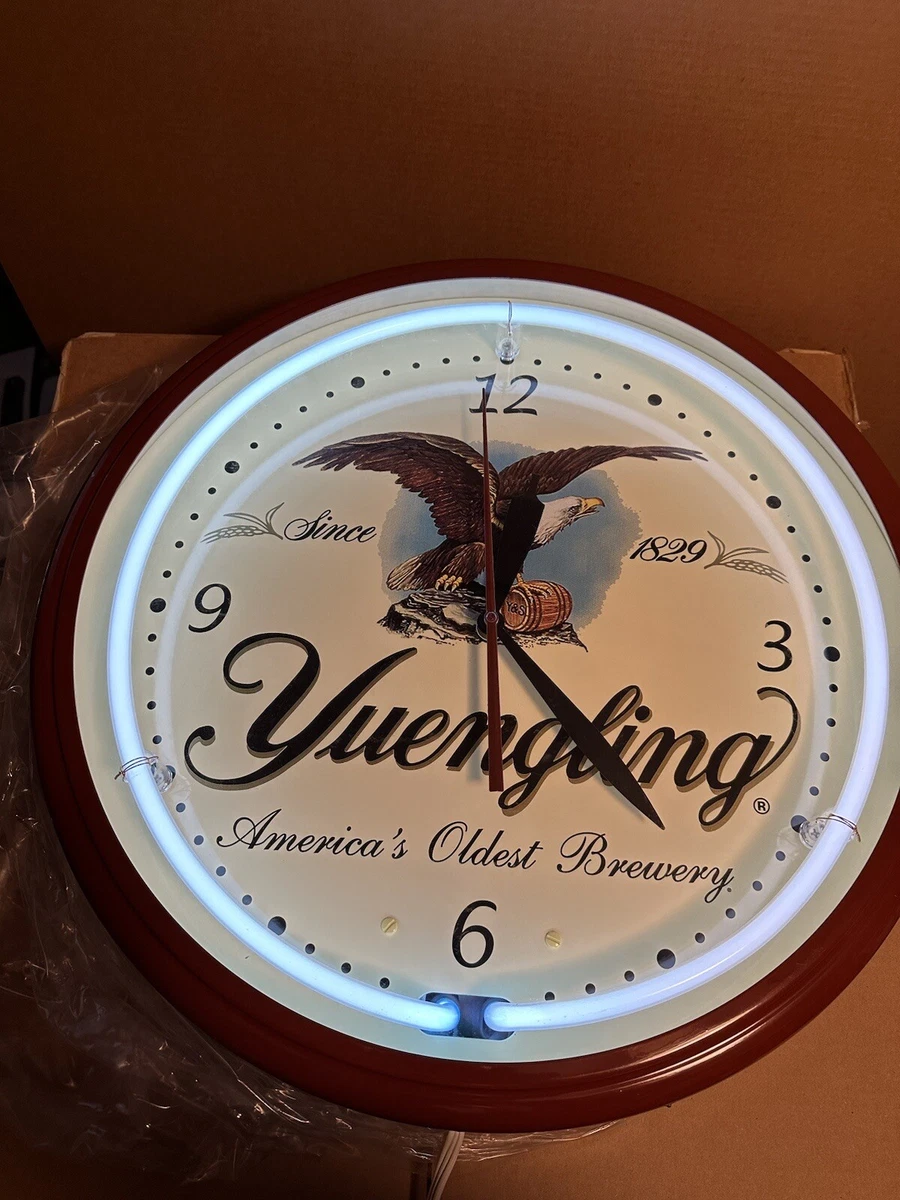 12
Since 1829
Y&S
9 3
Yuengling®
America's Oldest Brewery.
6